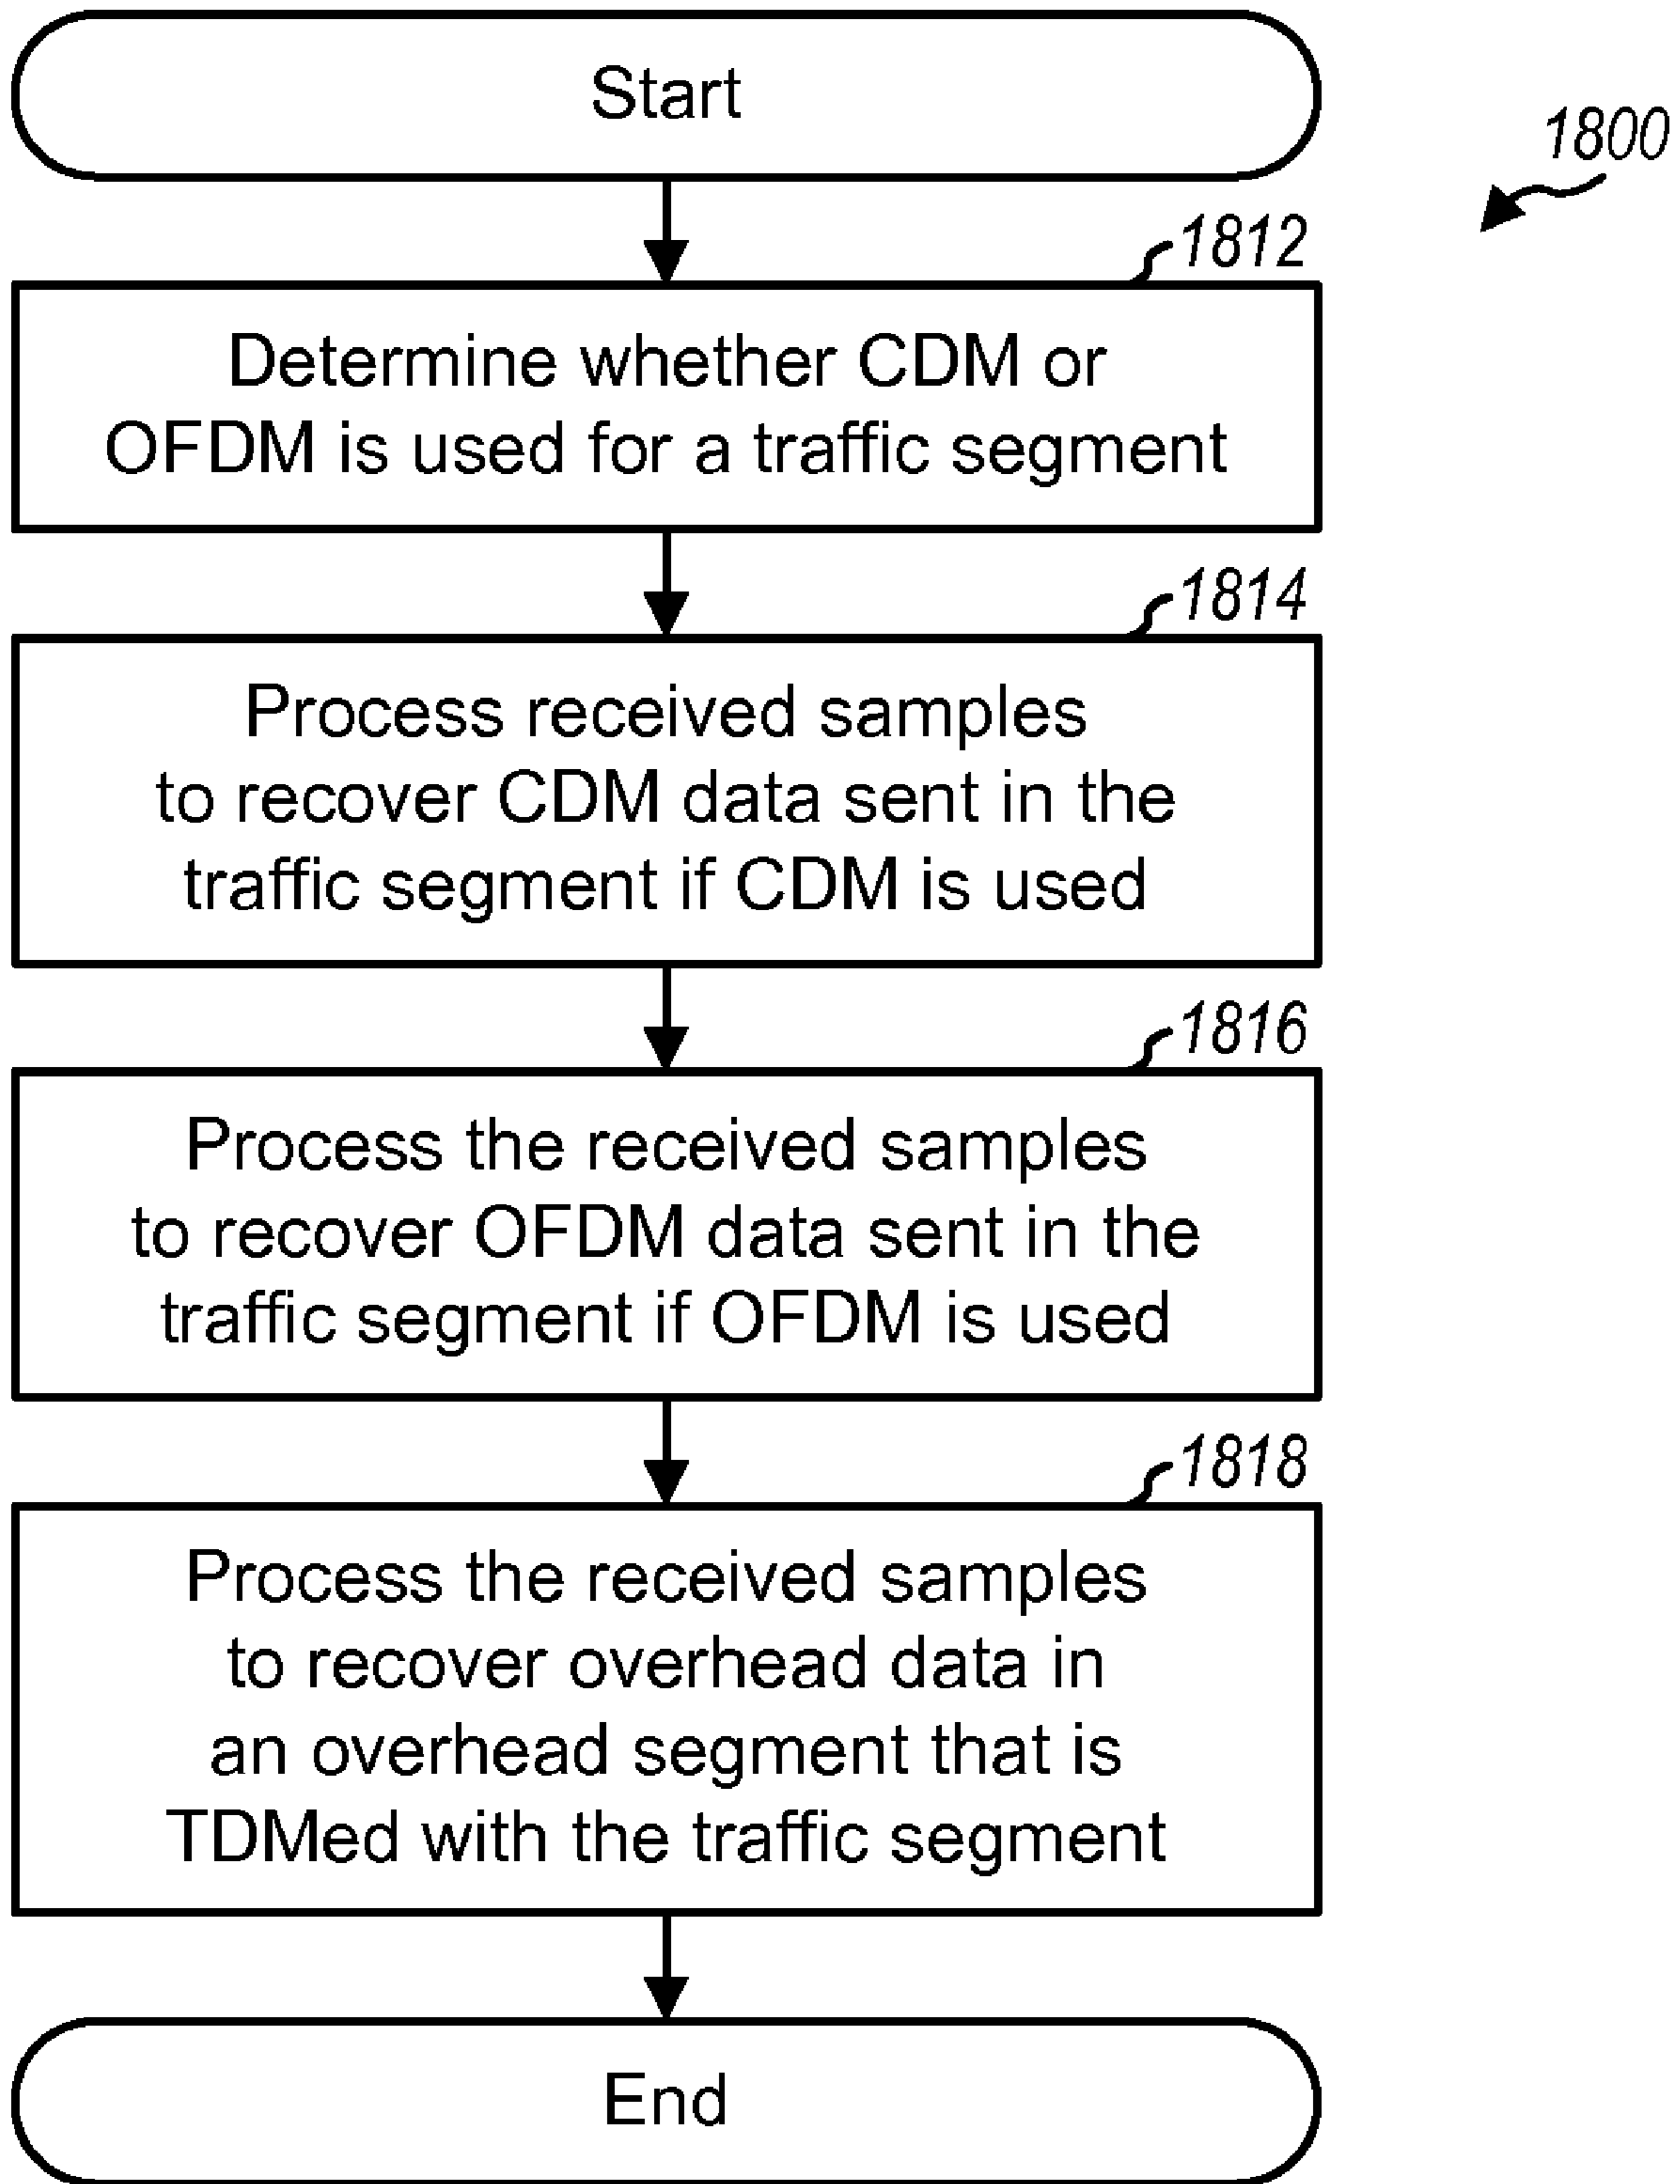 Start
1800
1812
Determine whether CDM or
OFDM is used for a traffic segment
1814
Process received samples
to recover CDM data sent in the
traffic segment if CDM is used
1816
Process the received samples
to recover OFDM data sent in the
traffic segment if OFDM is used
1818
Process the received samples
to recover overhead data in
an overhead segment that is
TDMed with the traffic segment
End